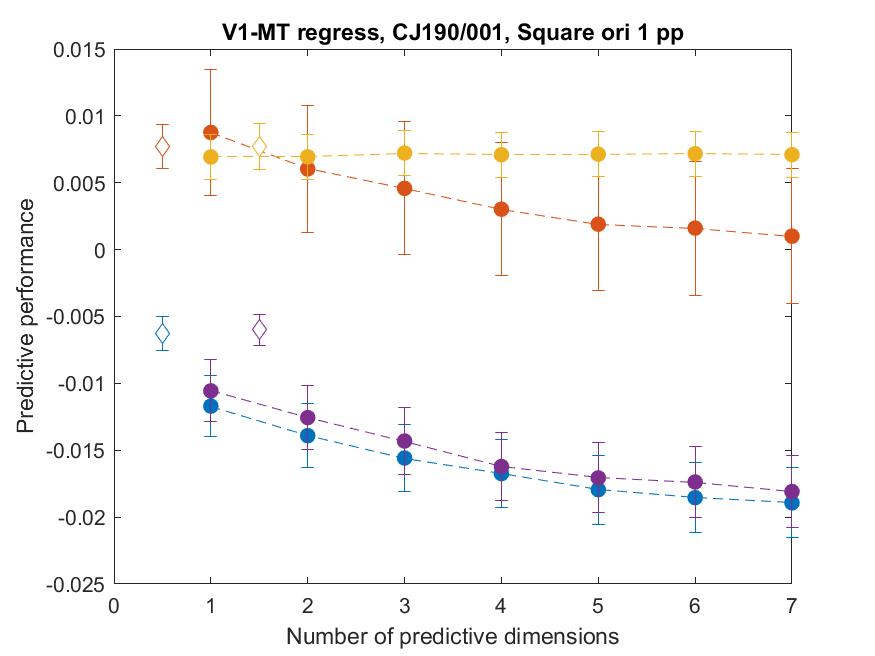 V1-MT regress, CJ190/001, Square ori 1 pp
0.015
0.01
0.005
0
-0.005
-0.01
-0.015
-0.02
-0.025
Predictive performance
0 1 2 3 4 5 6 7
Number of predictive dimensions